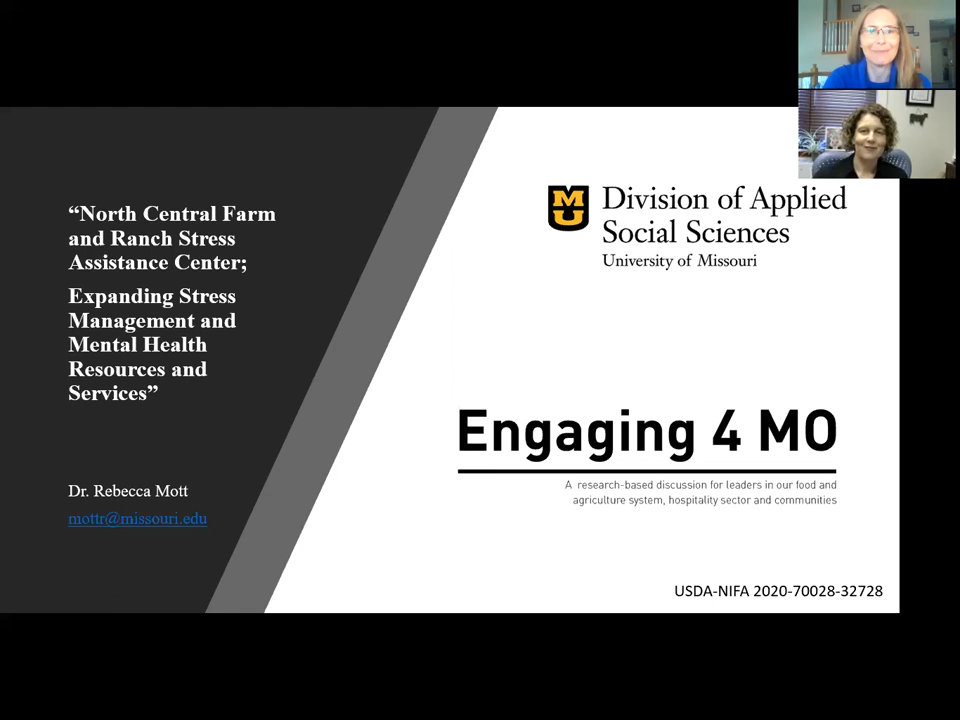 “North Central Farm
and Ranch Stress
Assistance Center;
Expanding Stress
Management and
Mental Health
Resources and
Services”
Dr. Rebecca Mott
mottr@missouri.edu
MU
Division of Applied
Social Sciences
University of Missouri
Engaging 4 MO
A research-based discussion for leaders in our food and
agriculture system, hospitality sector and communities
USDA-NIFA 2020-70028-32728